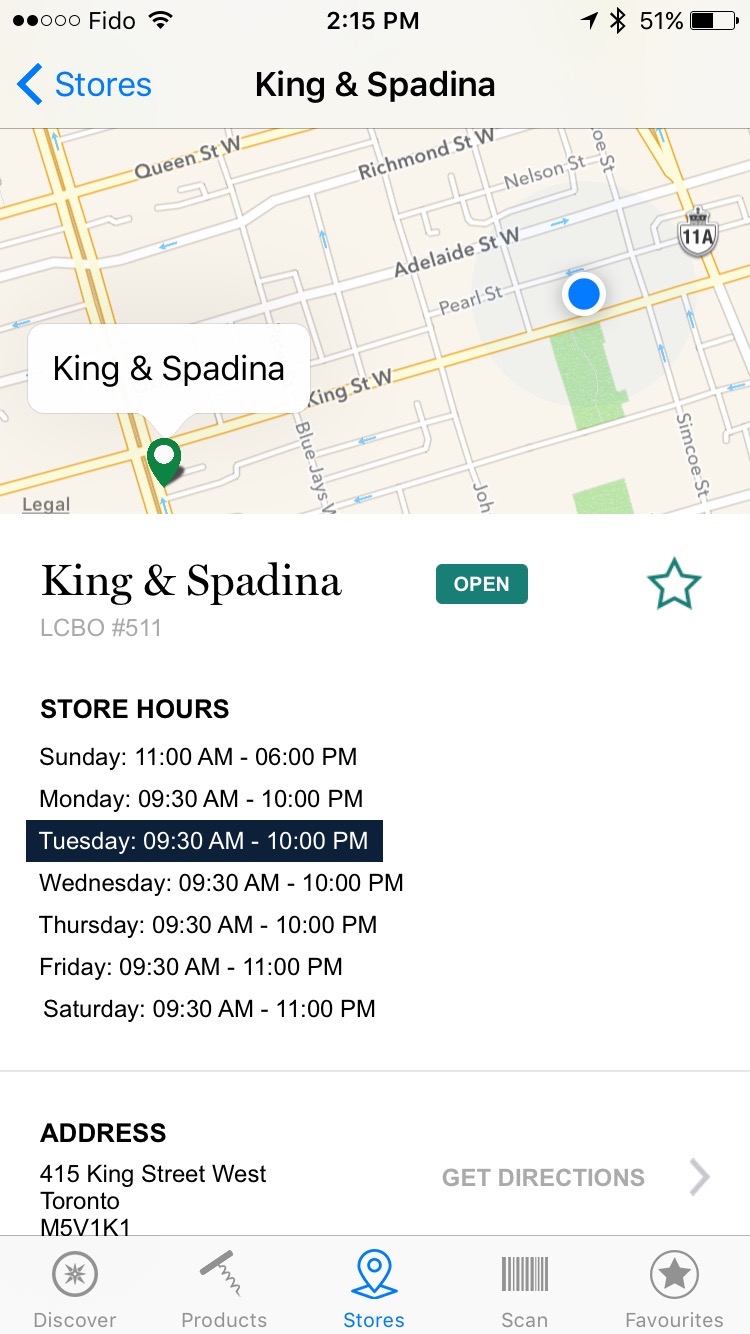 Fido 2:15 PM 51%
Stores King & Spadina
Queen St W
Richmond St W
Nelson St
oe-St
11A
Adelaide St W
Pearl St
King & Spadina
King St W
Blue-Jays W
Joh
Simcoe-St
Legal
King & Spadina OPEN
LCBO #511
STORE HOURS
Sunday: 11:00 AM - 06:00 PM
Monday: 09:30 AM - 10:00 PM
Tuesday: 09:30 AM - 10:00 PM
Wednesday: 09:30 AM - 10:00 PM
Thursday: 09:30 AM - 10:00 PM
Friday: 09:30 AM - 11:00 PM
Saturday: 09:30 AM - 11:00 PM
ADDRESS
415 King Street West
GET DIRECTIONS
Toronto
M5V1K1
Discover Products Stores Scan Favourites